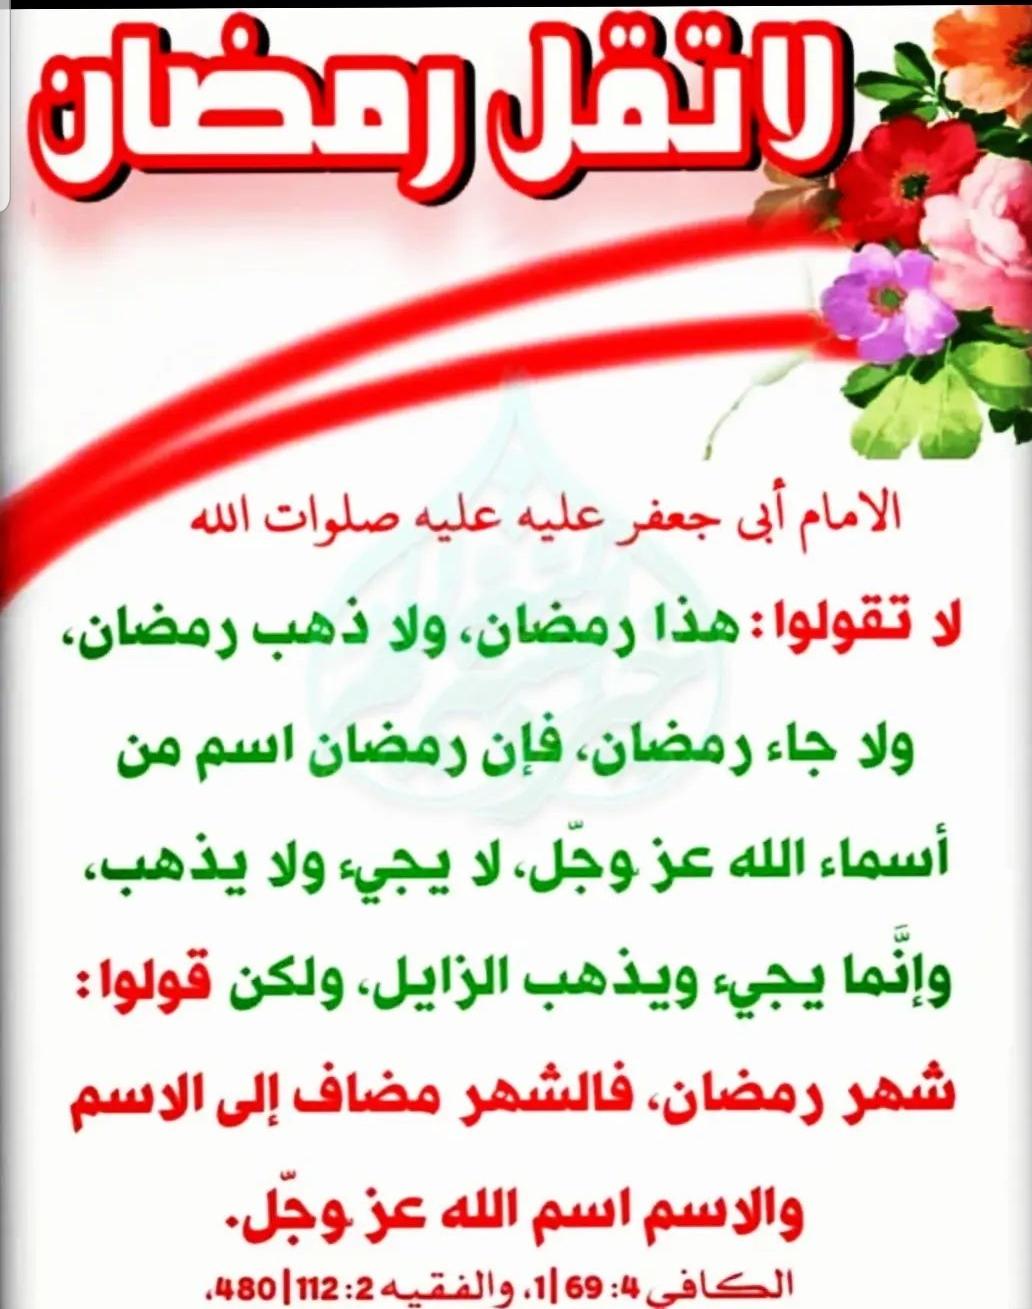 لا تقل رمضان
الامام أبي جعفر عليه عليه صلوات الله
لا تقولوا: هذا رمضان، ولا ذهب رمضان،
ولا جاء رمضان، فإن رمضان اسم من
أسماء الله عز وجّل، لا يجيء ولا يذهب،
وإنَّما يجيء ويذهب الزايل، ولكن قولوا:
شهر رمضان، فالشهر مضاف إلى الاسم
والاسم اسم الله عز وجّل.
الكافي 4: 69|1، والفقيه 2: 112|480،